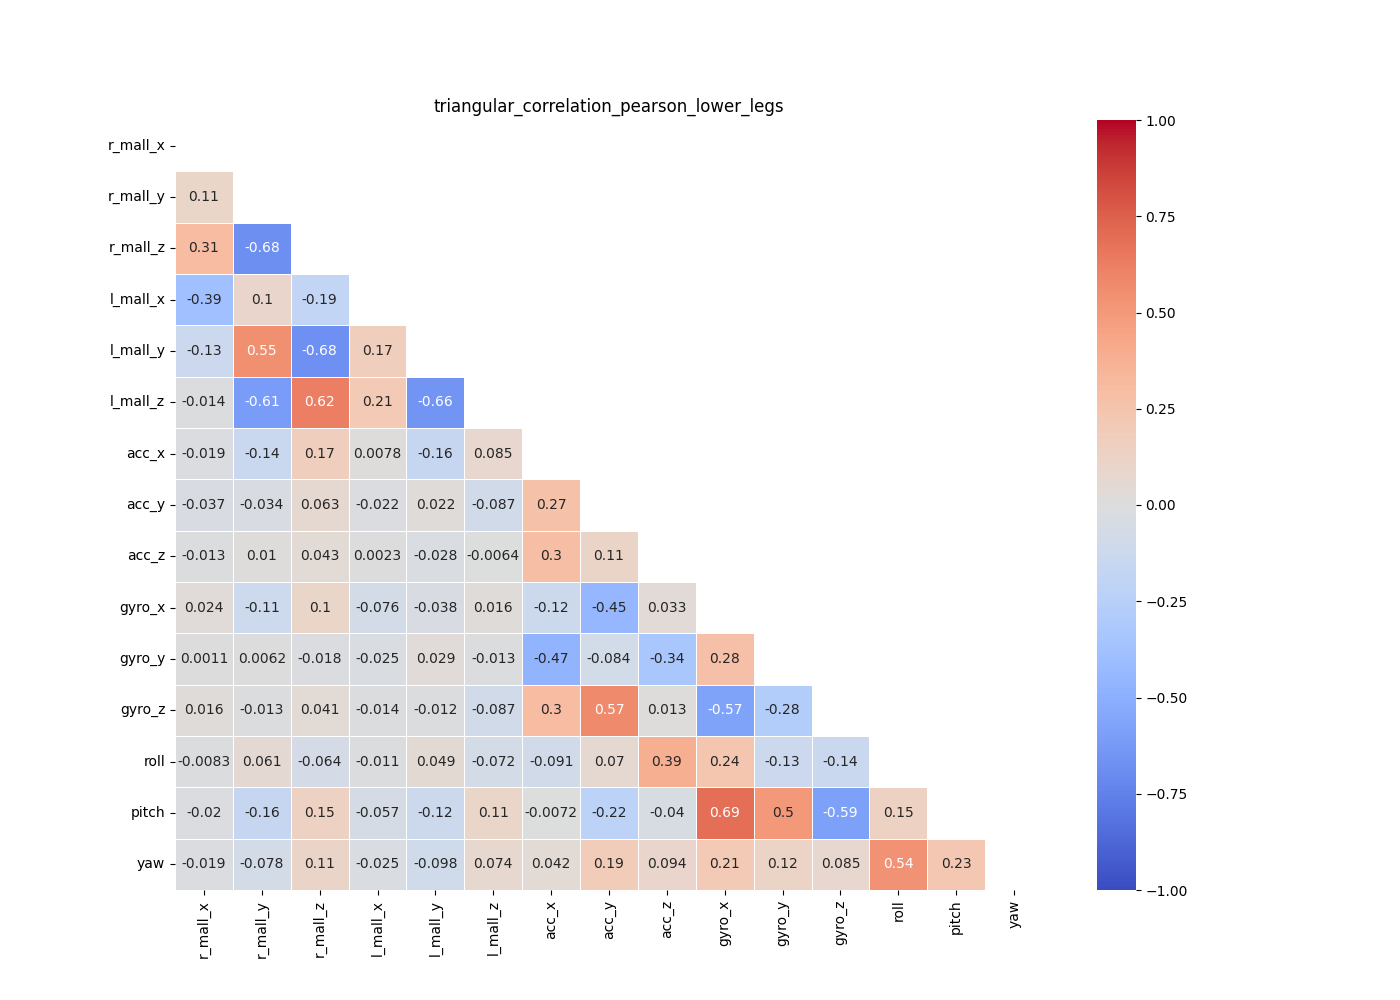 triangular_correlation_pearson_lower_legs
r_mall_x
r_mall_y 0.11
r_mall_z 0.31 -0.68
l_mall_x -0.39 0.1 -0.19
l_mall_y -0.13 0.55 -0.68 0.17
l_mall_z -0.014 -0.61 0.62 0.21 -0.66
acc_x -0.019 -0.14 0.17 0.0078 -0.16 0.085
acc_y -0.037 -0.034 0.063 -0.022 0.022 -0.087 0.27
acc_z -0.013 0.01 0.043 0.0023 -0.028 -0.0064 0.3 0.11
gyro_x 0.024 -0.11 0.1 -0.076 -0.038 0.016 -0.12 -0.45 0.033
gyro_y 0.0011 0.0062 -0.018 -0.025 0.029 -0.013 -0.47 -0.084 -0.34 0.28
gyro_z 0.016 -0.013 0.041 -0.014 -0.012 -0.087 0.3 0.57 0.013 -0.57 -0.28
roll -0.0083 0.061 -0.064 -0.011 0.049 -0.072 -0.091 0.07 0.39 0.24 -0.13 -0.14
pitch -0.02 -0.16 0.15 -0.057 -0.12 0.11 -0.0072 -0.22 -0.04 0.69 0.5 -0.59 0.15
yaw -0.019 -0.078 0.11 -0.025 -0.098 0.074 0.042 0.19 0.094 0.21 0.12 0.085 0.54 0.23
r_mall_x r_mall_y r_mall_z l_mall_x l_mall_y l_mall_z acc_x acc_y acc_z gyro_x gyro_y gyro_z roll pitch yaw
1.00
0.75
0.50
0.25
0.00
−0.25
−0.50
−0.75
−1.00